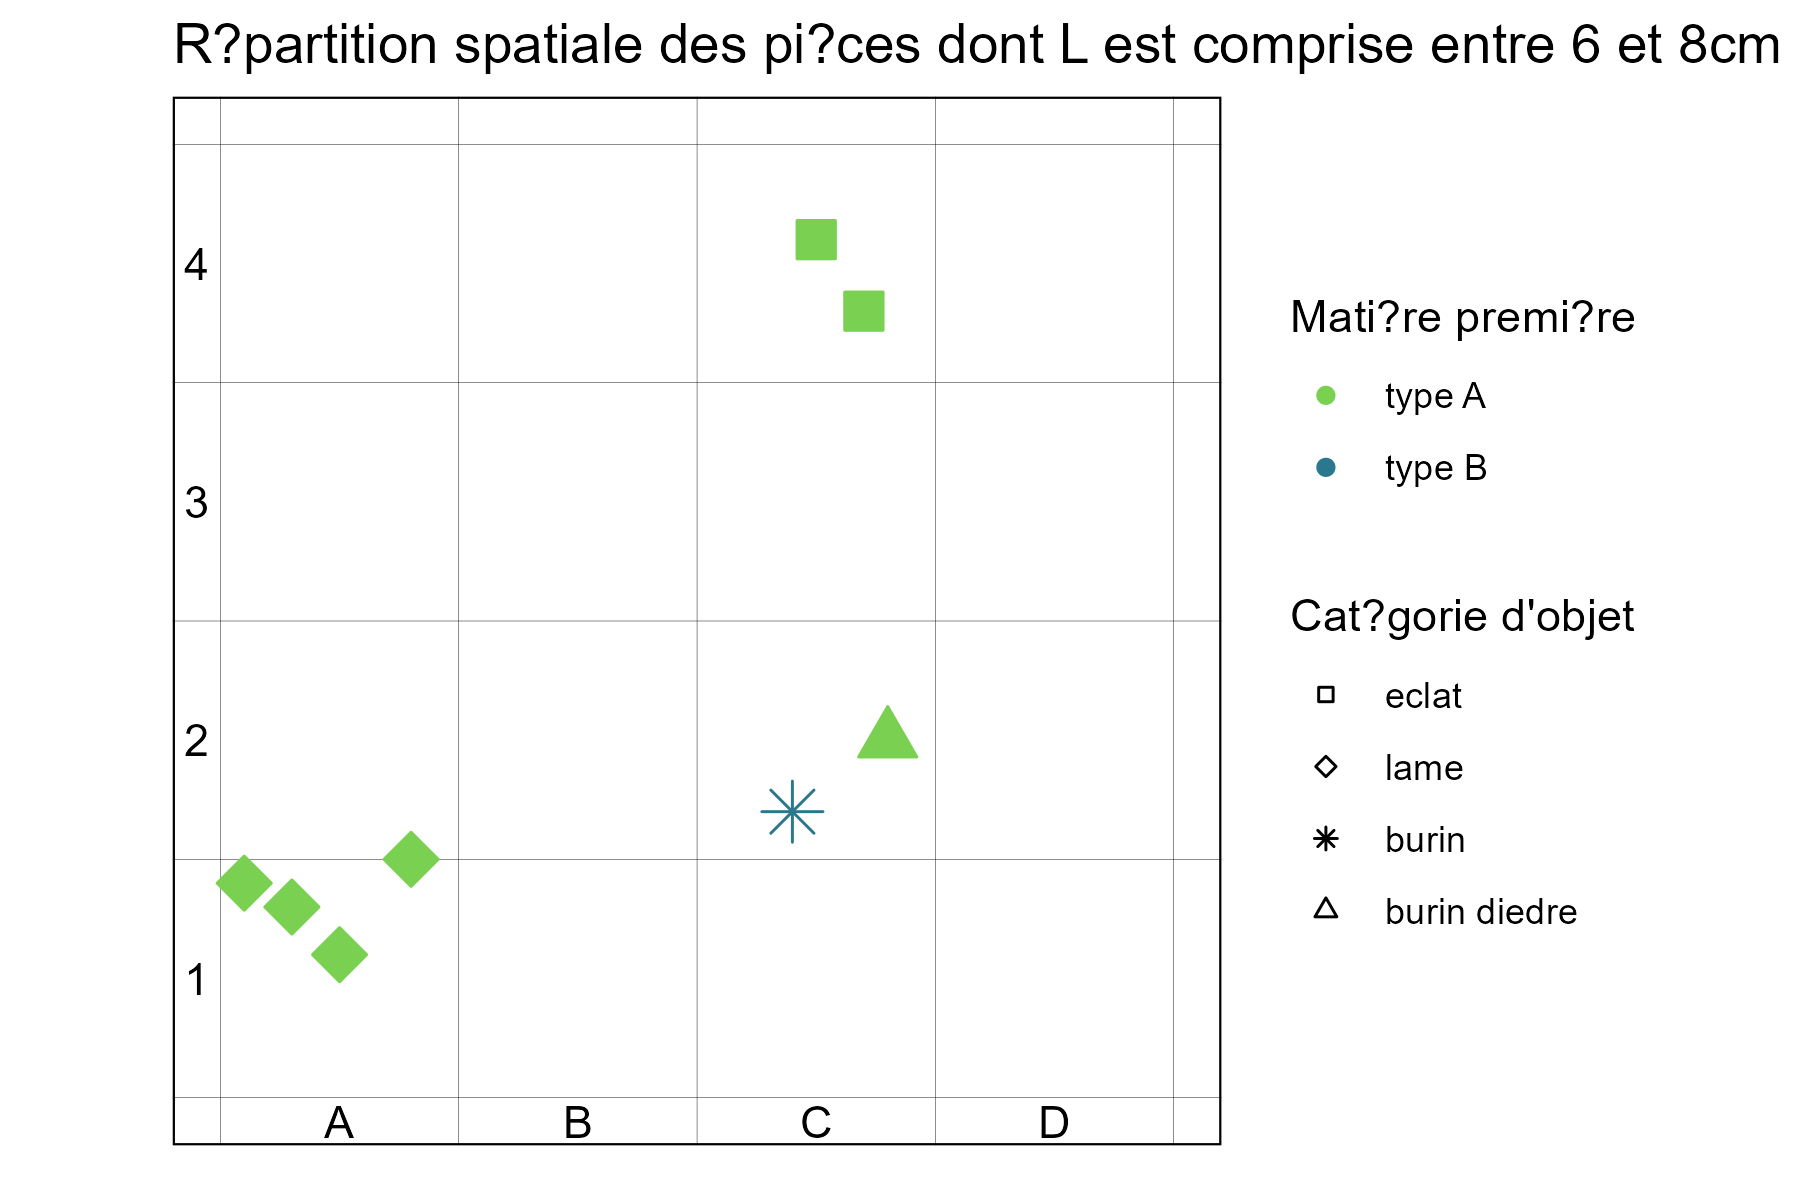 R?partition spatiale des pi?ces dont L est comprise entre 6 et 8cm
4
3
2
1
A B C D
Mati?re premi?re
type A
type B
Cat?gorie d'objet
eclat
lame
burin
burin diedre